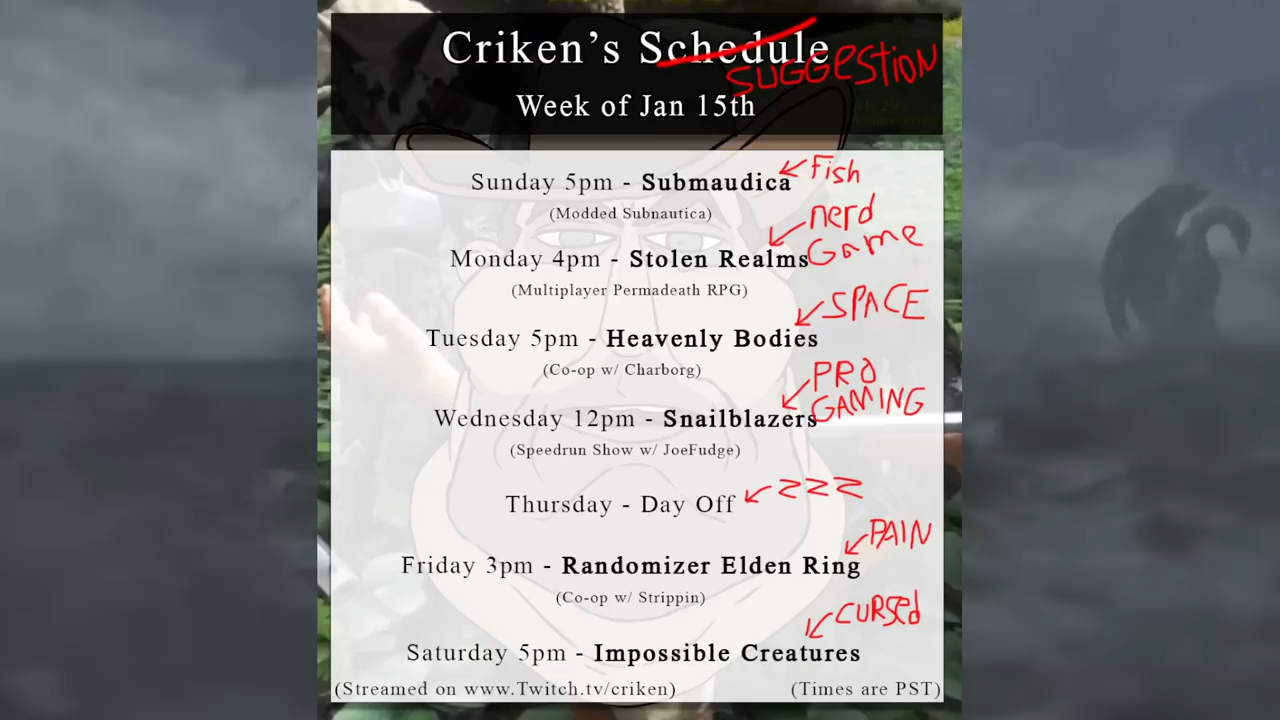 Criken's Schedule
SUGGEStiON
Week of Jan 15th
Sunday 5pm - Submaudica
Fish
(Modded Subnautica)
nerd
Game
Monday 4pm - Stolen Realms
(Multiplayer Permadeath RPG)
SPACE
Tuesday 5pm - Heavenly Bodies
(Co-op w/ Charborg)
PRO
GAMING
Wednesday 12pm - Snailblazers
(Speedrun Show w/ JoeFudge)
Thursday - Day Off
ZZZ
PAIN
Friday 3pm - Randomizer Elden Ring
(Co-op w/ Strippin)
CURSed
Saturday 5pm - Impossible Creatures
(Streamed on www.Twitch.tv/criken)
(Times are PST)